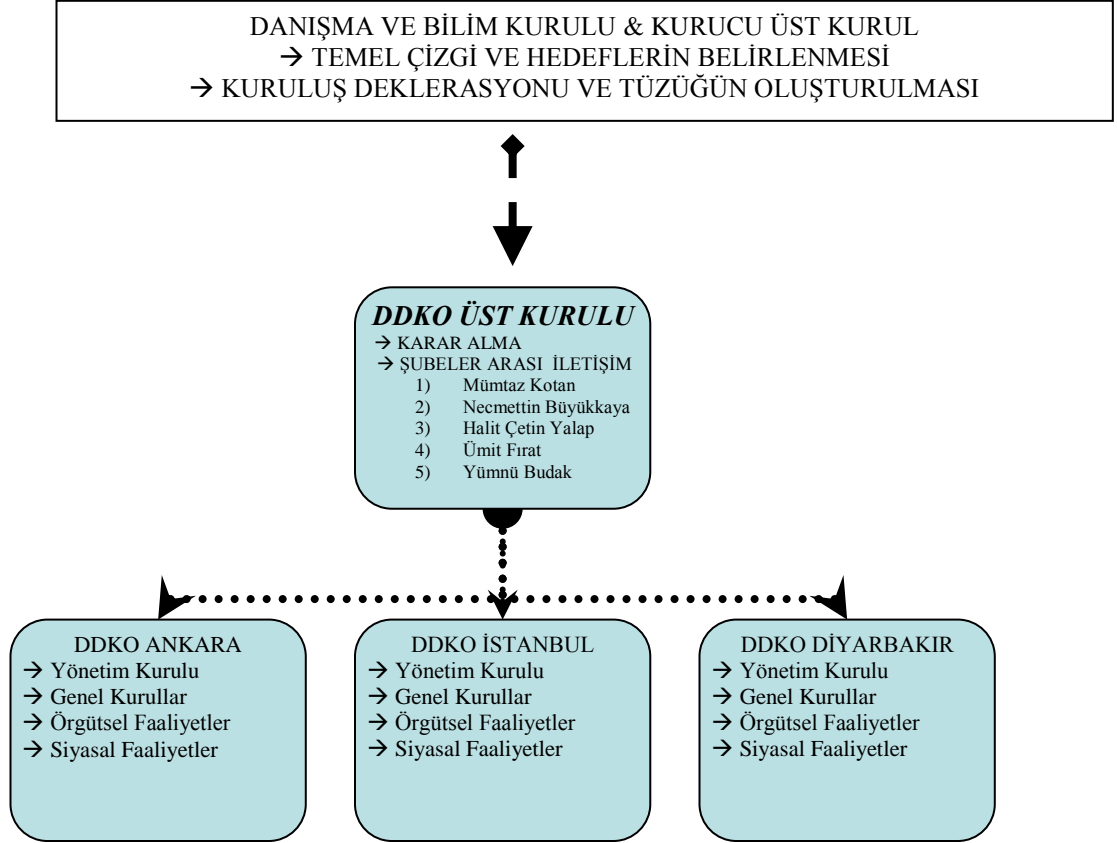 DANIŞMA VE BİLİM KURULU & KURUCU ÜST KURUL
→ TEMEL ÇİZGİ VE HEDEFLERİN BELİRLENMESİ
→ KURULUŞ DEKLERASYONU VE TÜZÜĞÜN OLUŞTURULMASI
DDKO ÜST KURULU
→ KARAR ALMA
→ ŞUBELER ARASI İLETİŞİM
1) Mümtaz Kotan
2) Necmettin Büyükkaya
3) Halit Çetin Yalap
4) Ümit Fırat
5) Yümnü Budak
DDKO ANKARA
→ Yönetim Kurulu
→ Genel Kurullar
→ Örgütsel Faaliyetler
→ Siyasal Faaliyetler
DDKO İSTANBUL
→ Yönetim Kurulu
→ Genel Kurullar
→ Örgütsel Faaliyetler
→ Siyasal Faaliyetler
DDKO DİYARBAKIR
→ Yönetim Kurulu
→ Genel Kurullar
→ Örgütsel Faaliyetler
→ Siyasal Faaliyetler